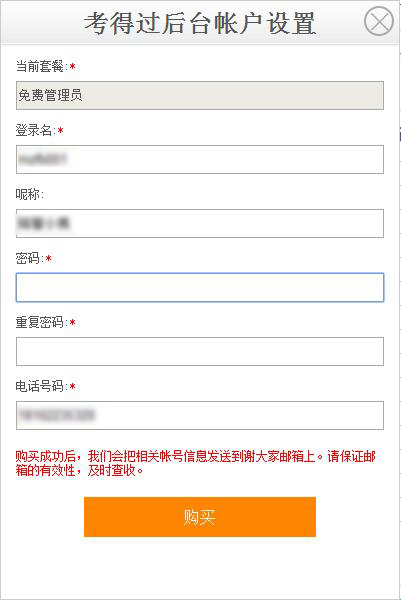 考得过后台帐户设置
当前套餐:*
免费管理员
登录名:*
昵称:
密码:*
重复密码:*
电话号码:*
购买成功后，我们会把相关帐号信息发送到谢大家邮箱上。请保证邮
箱的有效性，及时查收。
购买